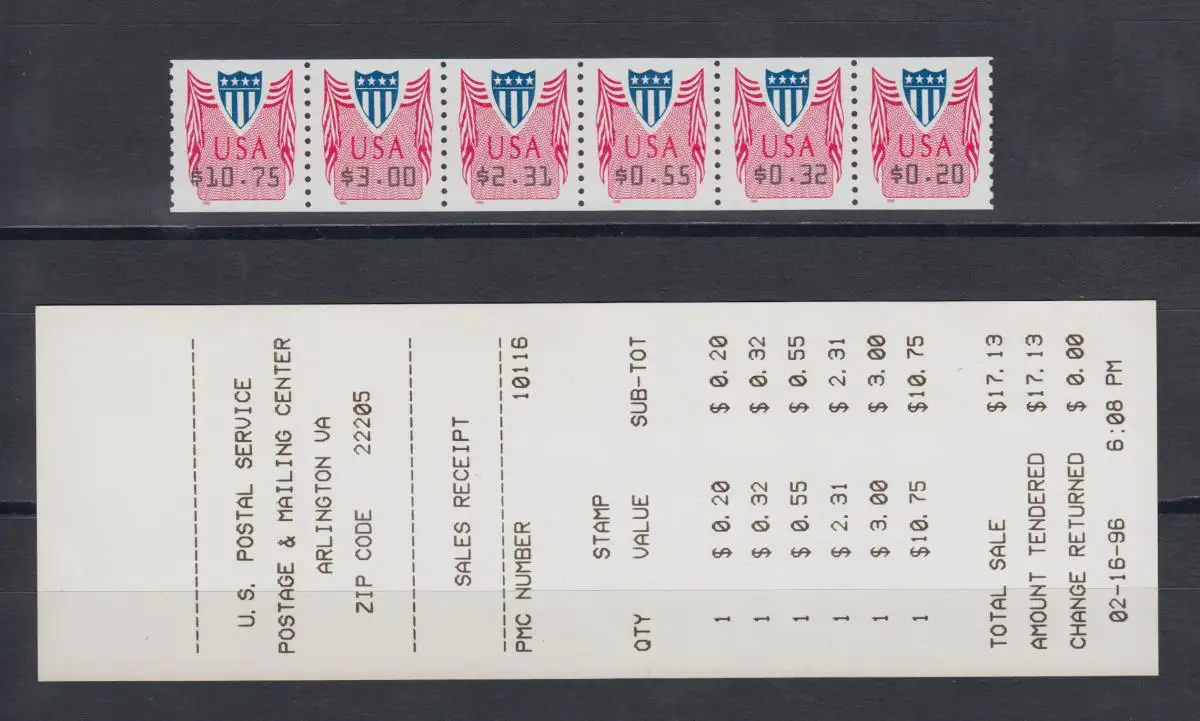 USA USA USA USA USA USA
$10.75 $3.00 $2.31 $0.55 $0.32 $0.20
U.S. POSTAL SERVICE
POSTAGE & MAILING CENTER
ARLINGTON VA
ZIP CODE 22205
SALES RECEIPT
PMC NUMBER 10116
STAMP
QTY VALUE SUB-TOT
1 $ 0.20 $ 0.20
1 $ 0.32 $ 0.32
1 $ 0.55 $ 0.55
1 $ 2.31 $ 2.31
1 $ 3.00 $ 3.00
1 $10.75 $10.75
TOTAL SALE $17.13
AMOUNT TENDERED $17.13
CHANGE RETURNED $ 0.00
02-16-96 6:08 PM